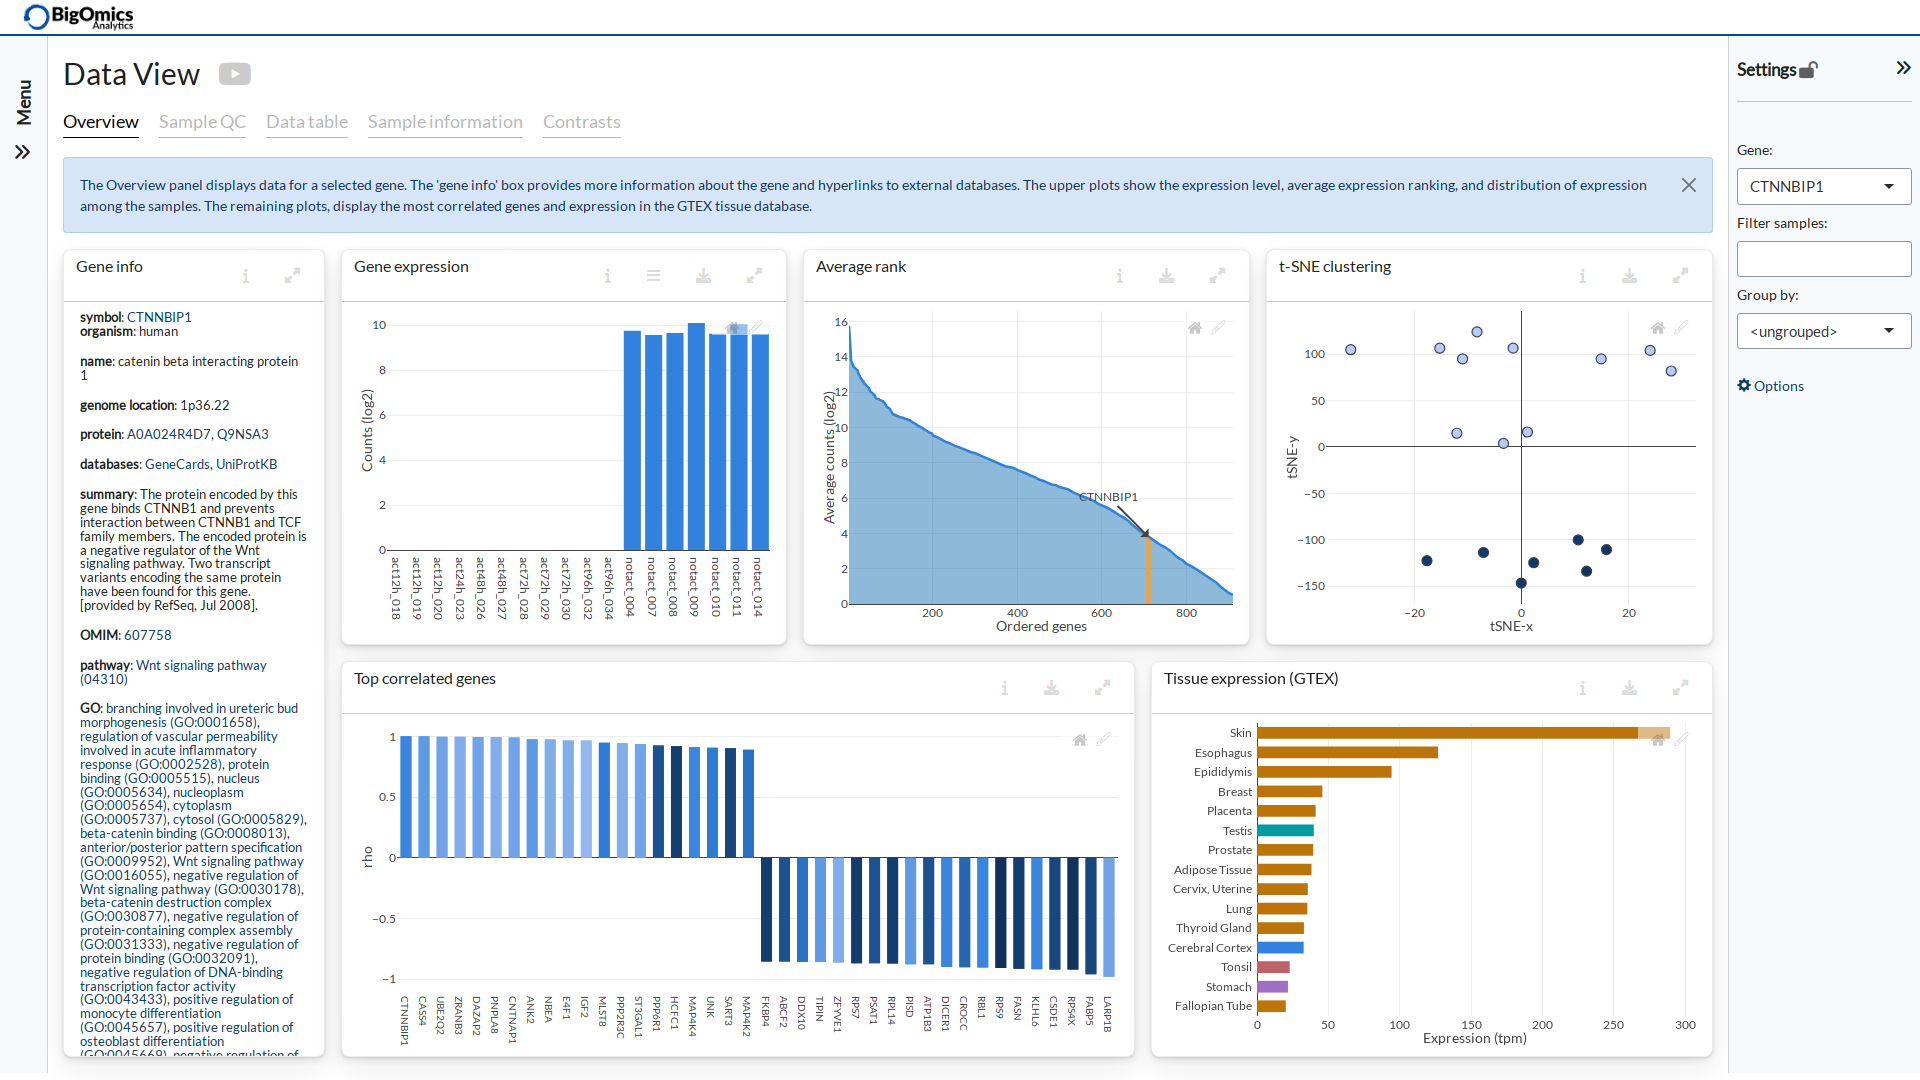 BigOmics
Analytics
Menu
Data View
Overview Sample QC Data table Sample information Contrasts
The Overview panel displays data for a selected gene. The 'gene info' box provides more information about the gene and hyperlinks to external databases. The upper plots show the expression level, average expression ranking, and distribution of expression
among the samples. The remaining plots, display the most correlated genes and expression in the GTEX tissue database.
Gene info
symbol: CTNNBIP1
organism: human
name: catenin beta interacting protein
1
genome location: 1p36.22
protein: A0A024R4D7, Q9NSA3
databases: GeneCards, UniProtKB
summary: The protein encoded by this
gene binds CTNNB1 and prevents
interaction between CTNNB1 and TCF
family members. The encoded protein is
a negative regulator of the Wnt
signaling pathway. Two transcript
variants encoding the same protein
have been found for this gene.
[provided by RefSeq, Jul 2008].
OMIM: 607758
pathway: Wnt signaling pathway
(04310)
GO: branching involved in ureteric bud
morphogenesis (GO:0001658),
regulation of vascular permeability
involved in acute inflammatory
response (GO:0002528), protein
binding (GO:0005515), nucleus
(GO:0005634), nucleoplasm
(GO:0005654), cytoplasm
(GO:0005737), cytosol (GO:0005829),
beta-catenin binding (GO:0008013),
anterior/posterior pattern specification
(GO:0009952), Wnt signaling pathway
(GO:0016055), negative regulation of
Wnt signaling pathway (GO:0030178),
beta-catenin destruction complex
(GO:0030877), negative regulation of
protein-containing complex assembly
(GO:0031333), negative regulation of
protein binding (GO:0032091),
negative regulation of DNA-binding
transcription factor activity
(GO:0043433), positive regulation of
monocyte differentiation
(GO:0045657), positive regulation of
osteoblast differentiation
(GO:0045669), negative regulation of
Gene expression
Counts (log2)
10
8
6
4
2
0
act12h_018
act12h_019
act12h_020
act24h_023
act48h_026
act48h_027
act72h_028
act72h_029
act72h_030
act96h_032
act96h_034
notact_004
notact_007
notact_008
notact_009
notact_010
notact_011
notact_014
Average rank
Average counts (log2)
16
14
12
10
8
6
4
2
0
CTNNBIP1
200 400 600 800
Ordered genes
t-SNE clustering
tSNE-y
100
50
0
−50
−100
−150
−20 0 20
tSNE-x
Top correlated genes
rho
1
0.5
0
−0.5
−1
CTNNBIP1
CASS4
UBE2Q2
ZRANB3
DAZAP2
PNPLA8
CNTNAP1
ANK2
NBEA
E4F1
IGF2
MLST8
PPP2R3C
ST3GAL1
PPP6R1
HCFC1
MAP4K4
UNK
SART3
MAP4K2
FKBP4
ABCF2
DDX10
TIPIN
ZFYVE1
RPS7
PSAT1
RPL14
PISD
ATP1B3
DICER1
CROCC
RBL1
RPS9
FASN
KLHL6
CSDE1
RPS4X
FABP5
LARP1B
Tissue expression (GTEX)
Skin
Esophagus
Epididymis
Breast
Placenta
Testis
Prostate
Adipose Tissue
Cervix, Uterine
Lung
Thyroid Gland
Cerebral Cortex
Tonsil
Stomach
Fallopian Tube
0 50 100 150 200 250 300
Expression (tpm)
Settings
Gene:
CTNNBIP1
Filter samples:
Group by:
<ungrouped>
Options